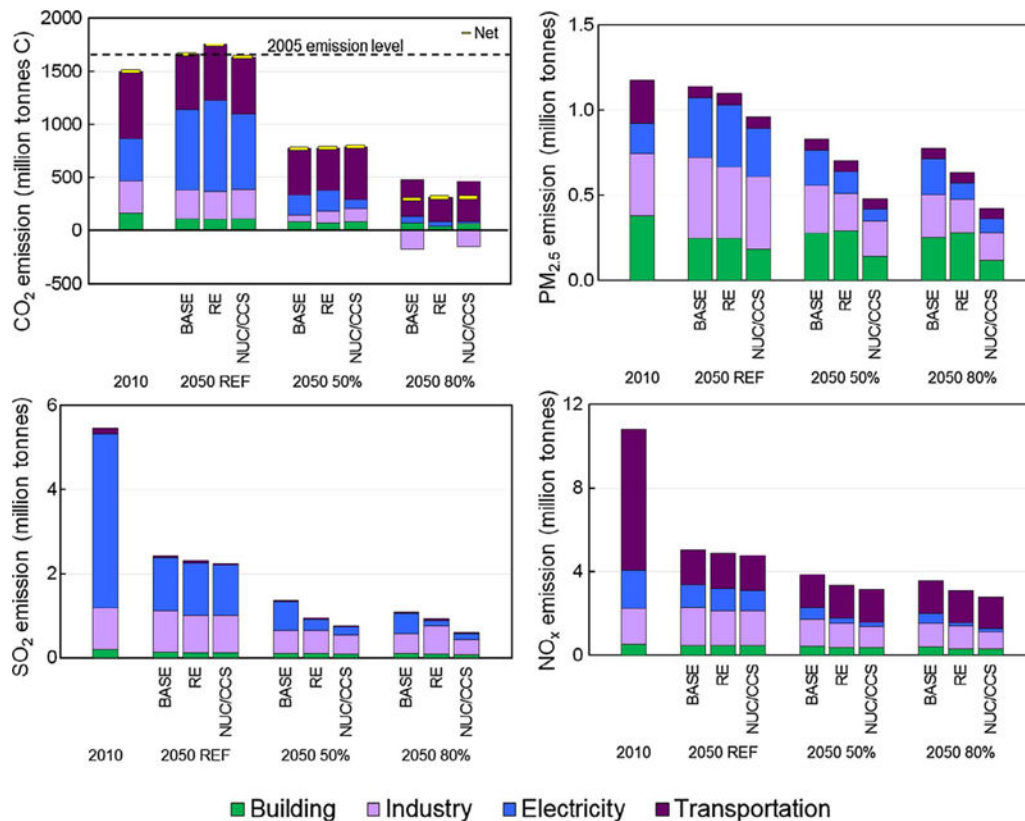 CO₂ emission (million tonnes C)
2000
1500
1000
500
0
-500
2005 emission level
Net
BASE
RE
NUC/CCS
BASE
RE
NUC/CCS
BASE
RE
NUC/CCS
2010
2050 REF
2050 50%
2050 80%
PM₂.₅ emission (million tonnes)
1.5
1.0
0.5
0.0
BASE
RE
NUC/CCS
BASE
RE
NUC/CCS
BASE
RE
NUC/CCS
2010
2050 REF
2050 50%
2050 80%
SO₂ emission (million tonnes)
6
4
2
0
BASE
RE
NUC/CCS
BASE
RE
NUC/CCS
BASE
RE
NUC/CCS
2010
2050 REF
2050 50%
2050 80%
NOₓ emission (million tonnes)
12
8
4
0
BASE
RE
NUC/CCS
BASE
RE
NUC/CCS
BASE
RE
NUC/CCS
2010
2050 REF
2050 50%
2050 80%
Building
Industry
Electricity
Transportation